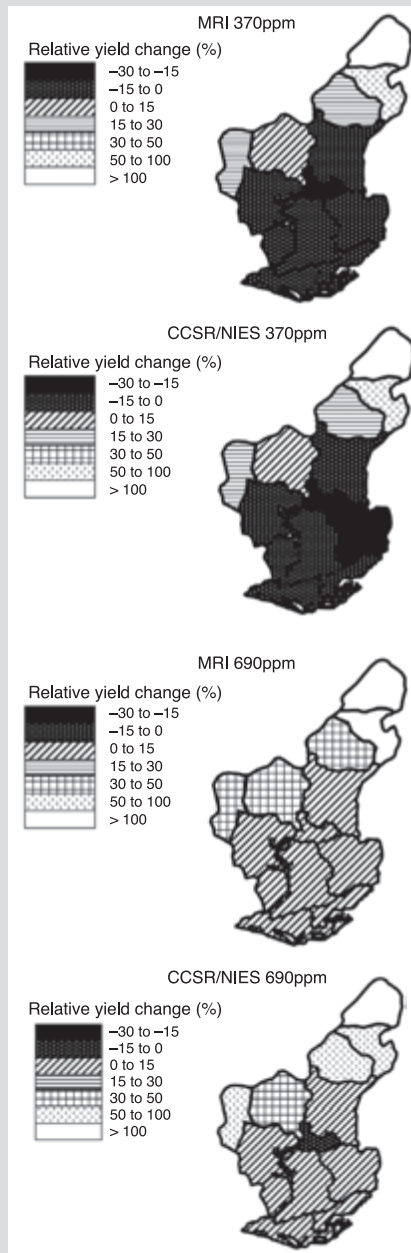 MRI 370ppm
Relative yield change (%)
–30 to –15
–15 to 0
0 to 15
15 to 30
30 to 50
50 to 100
> 100
CCSR/NIES 370ppm
Relative yield change (%)
–30 to –15
–15 to 0
0 to 15
15 to 30
30 to 50
50 to 100
> 100
MRI 690ppm
Relative yield change (%)
–30 to –15
–15 to 0
0 to 15
15 to 30
30 to 50
50 to 100
> 100
CCSR/NIES 690ppm
Relative yield change (%)
–30 to –15
–15 to 0
0 to 15
15 to 30
30 to 50
50 to 100
> 100